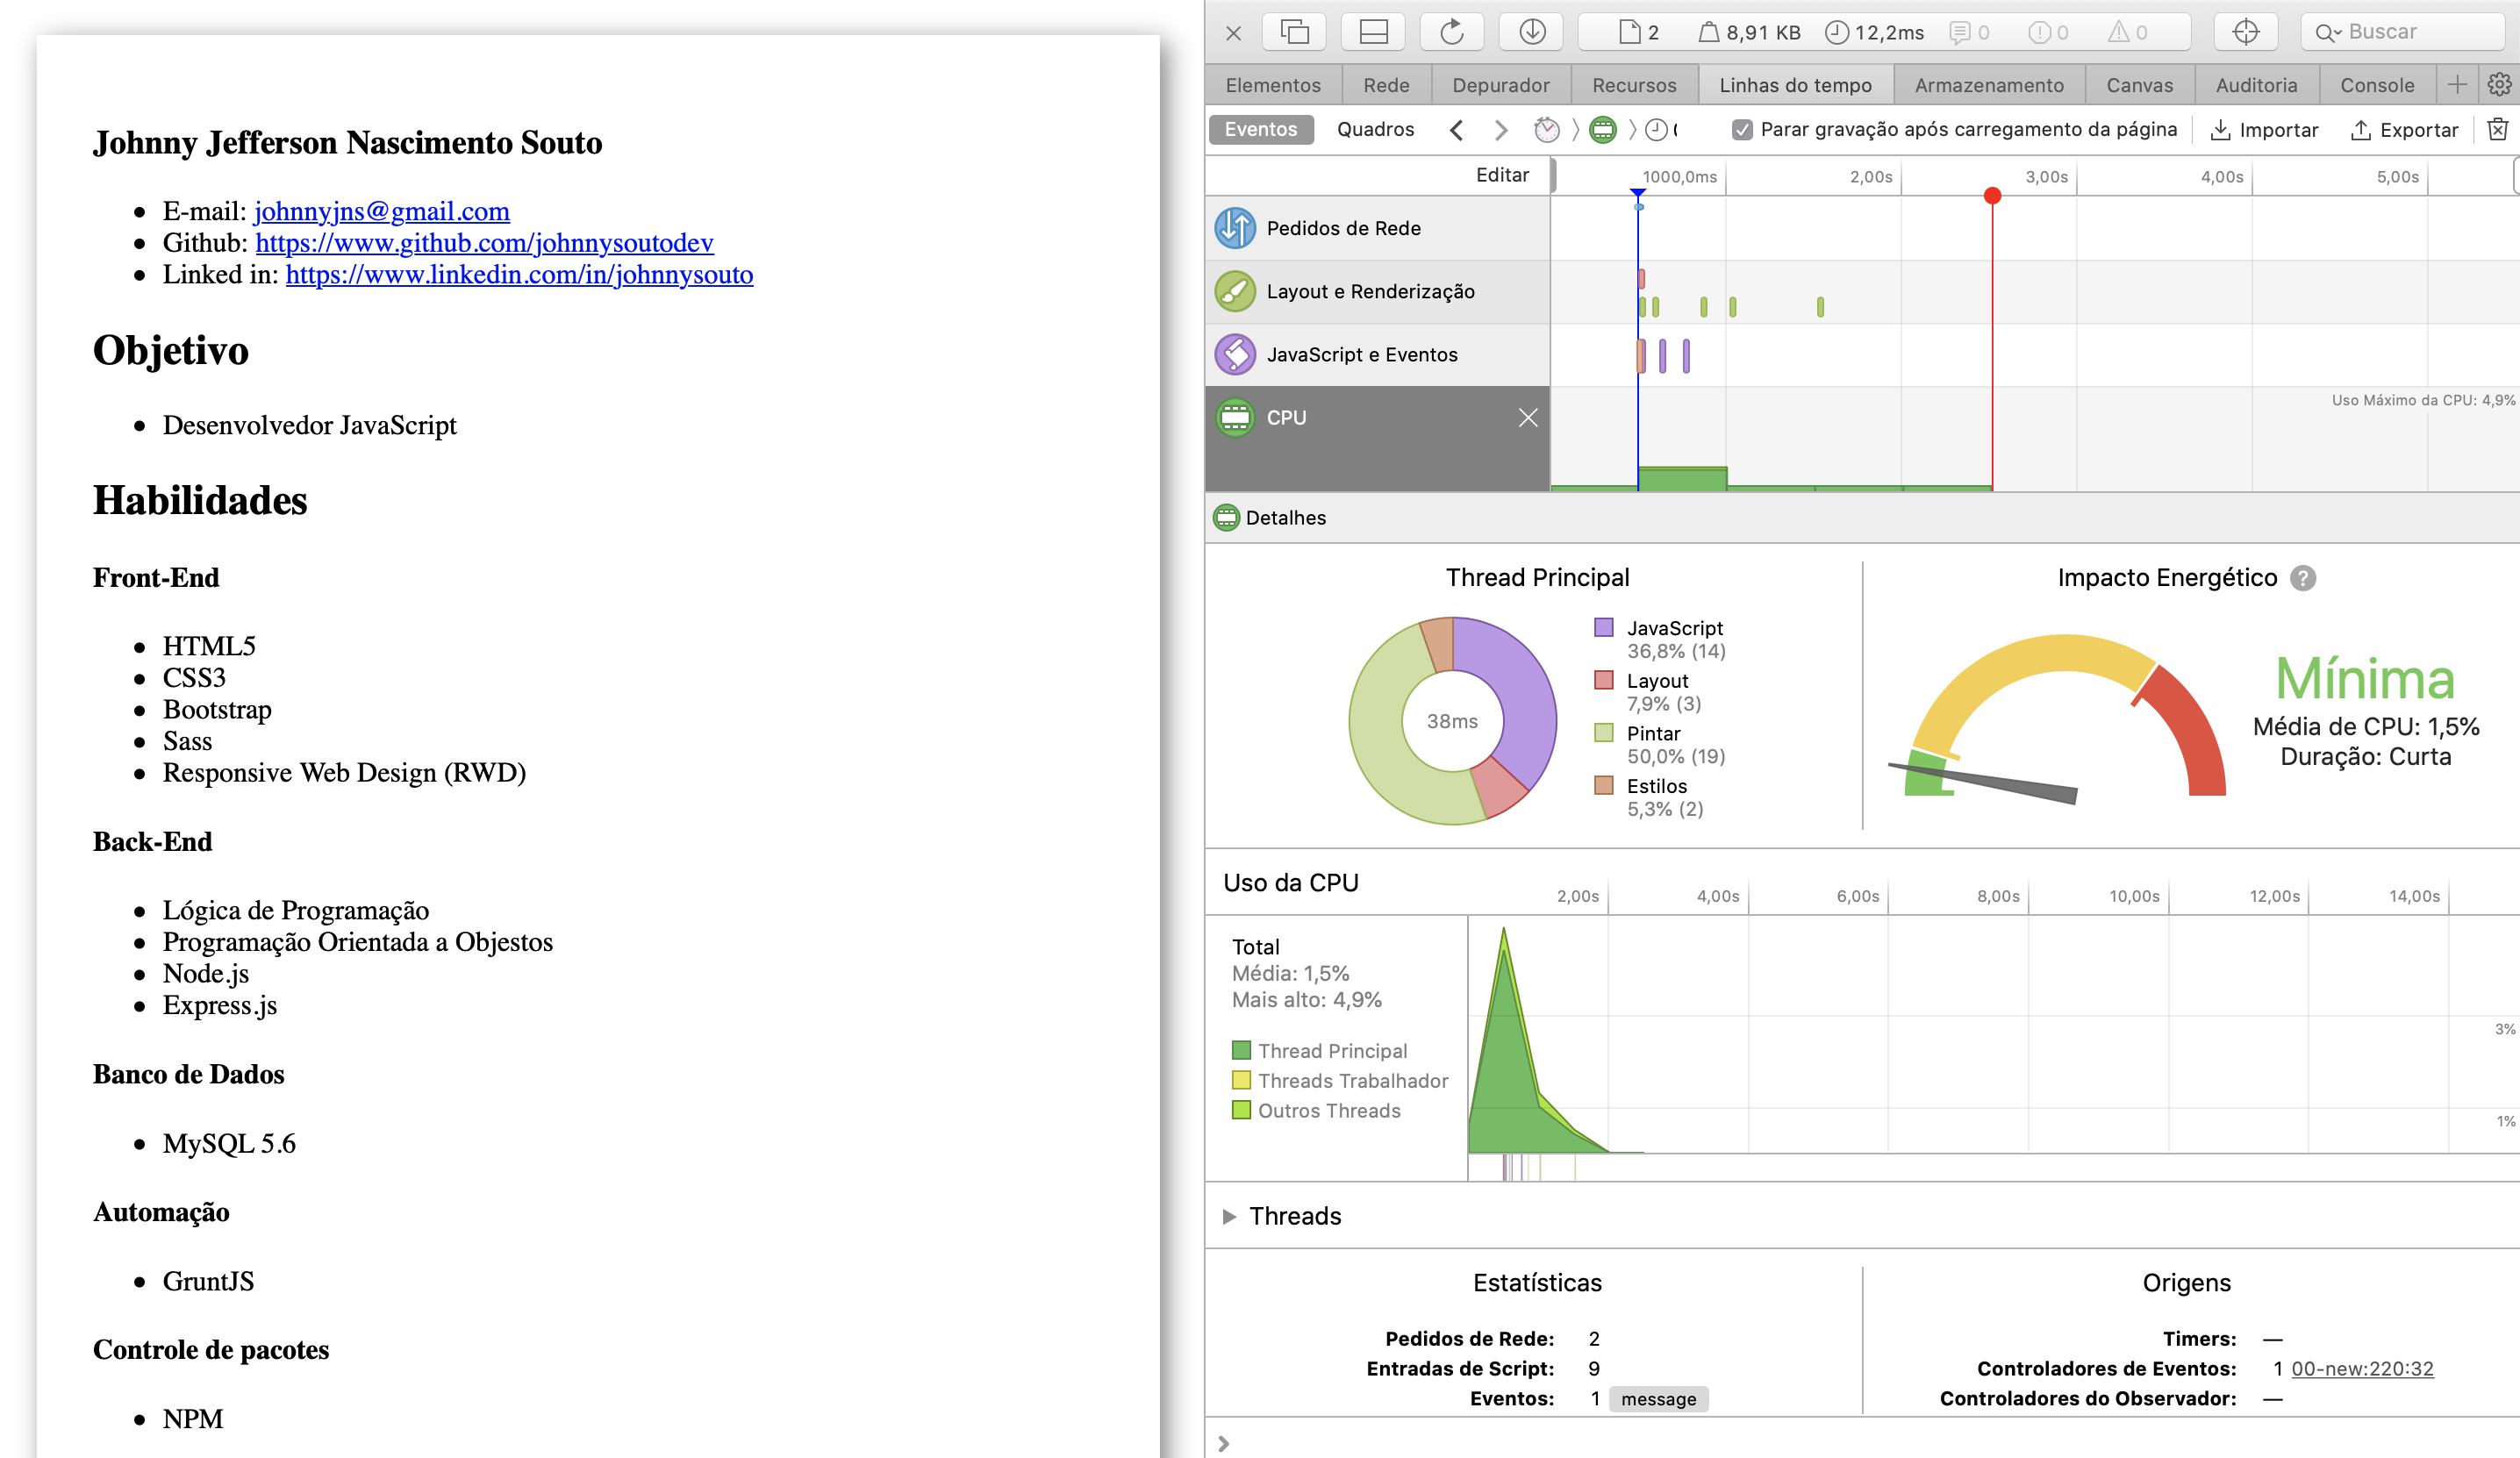 Johnny Jefferson Nascimento Souto
E-mail: johnnyjns@gmail.com
Github: https://www.github.com/johnnysoutodev
Linked in: https://www.linkedin.com/in/johnnysouto
Objetivo
Desenvolvedor JavaScript
Habilidades
Front-End
HTML5
CSS3
Bootstrap
Sass
Responsive Web Design (RWD)
Back-End
Lógica de Programação
Programação Orientada a Objestos
Node.js
Express.js
Banco de Dados
MySQL 5.6
Automação
GruntJS
Controle de pacotes
NPM
2 8,91 KB 12,2ms 0 0 0 Buscar
Elementos Rede Depurador Recursos Linhas do tempo Armazenamento Canvas Auditoria Console
Eventos Quadros Parar gravação após carregamento da página Importar Exportar
Editar 1000,0ms 2,00s 3,00s 4,00s 5,00s
Pedidos de Rede
Layout e Renderização
JavaScript e Eventos
CPU Uso Máximo da CPU: 4,9%
Detalhes
Thread Principal
38ms
JavaScript
36,8% (14)
Layout
7,9% (3)
Pintar
50,0% (19)
Estilos
5,3% (2)
Impacto Energético ?
Mínima
Média de CPU: 1,5%
Duração: Curta
Uso da CPU 2,00s 4,00s 6,00s 8,00s 10,00s 12,00s 14,00s
Total
Média: 1,5%
Mais alto: 4,9%
Thread Principal
Threads Trabalhador
Outros Threads
3%
1%
Threads
Estatísticas
Pedidos de Rede: 2
Entradas de Script: 9
Eventos: 1 message
Origens
Timers: —
Controladores de Eventos: 1 00-new:220:32
Controladores do Observador: —